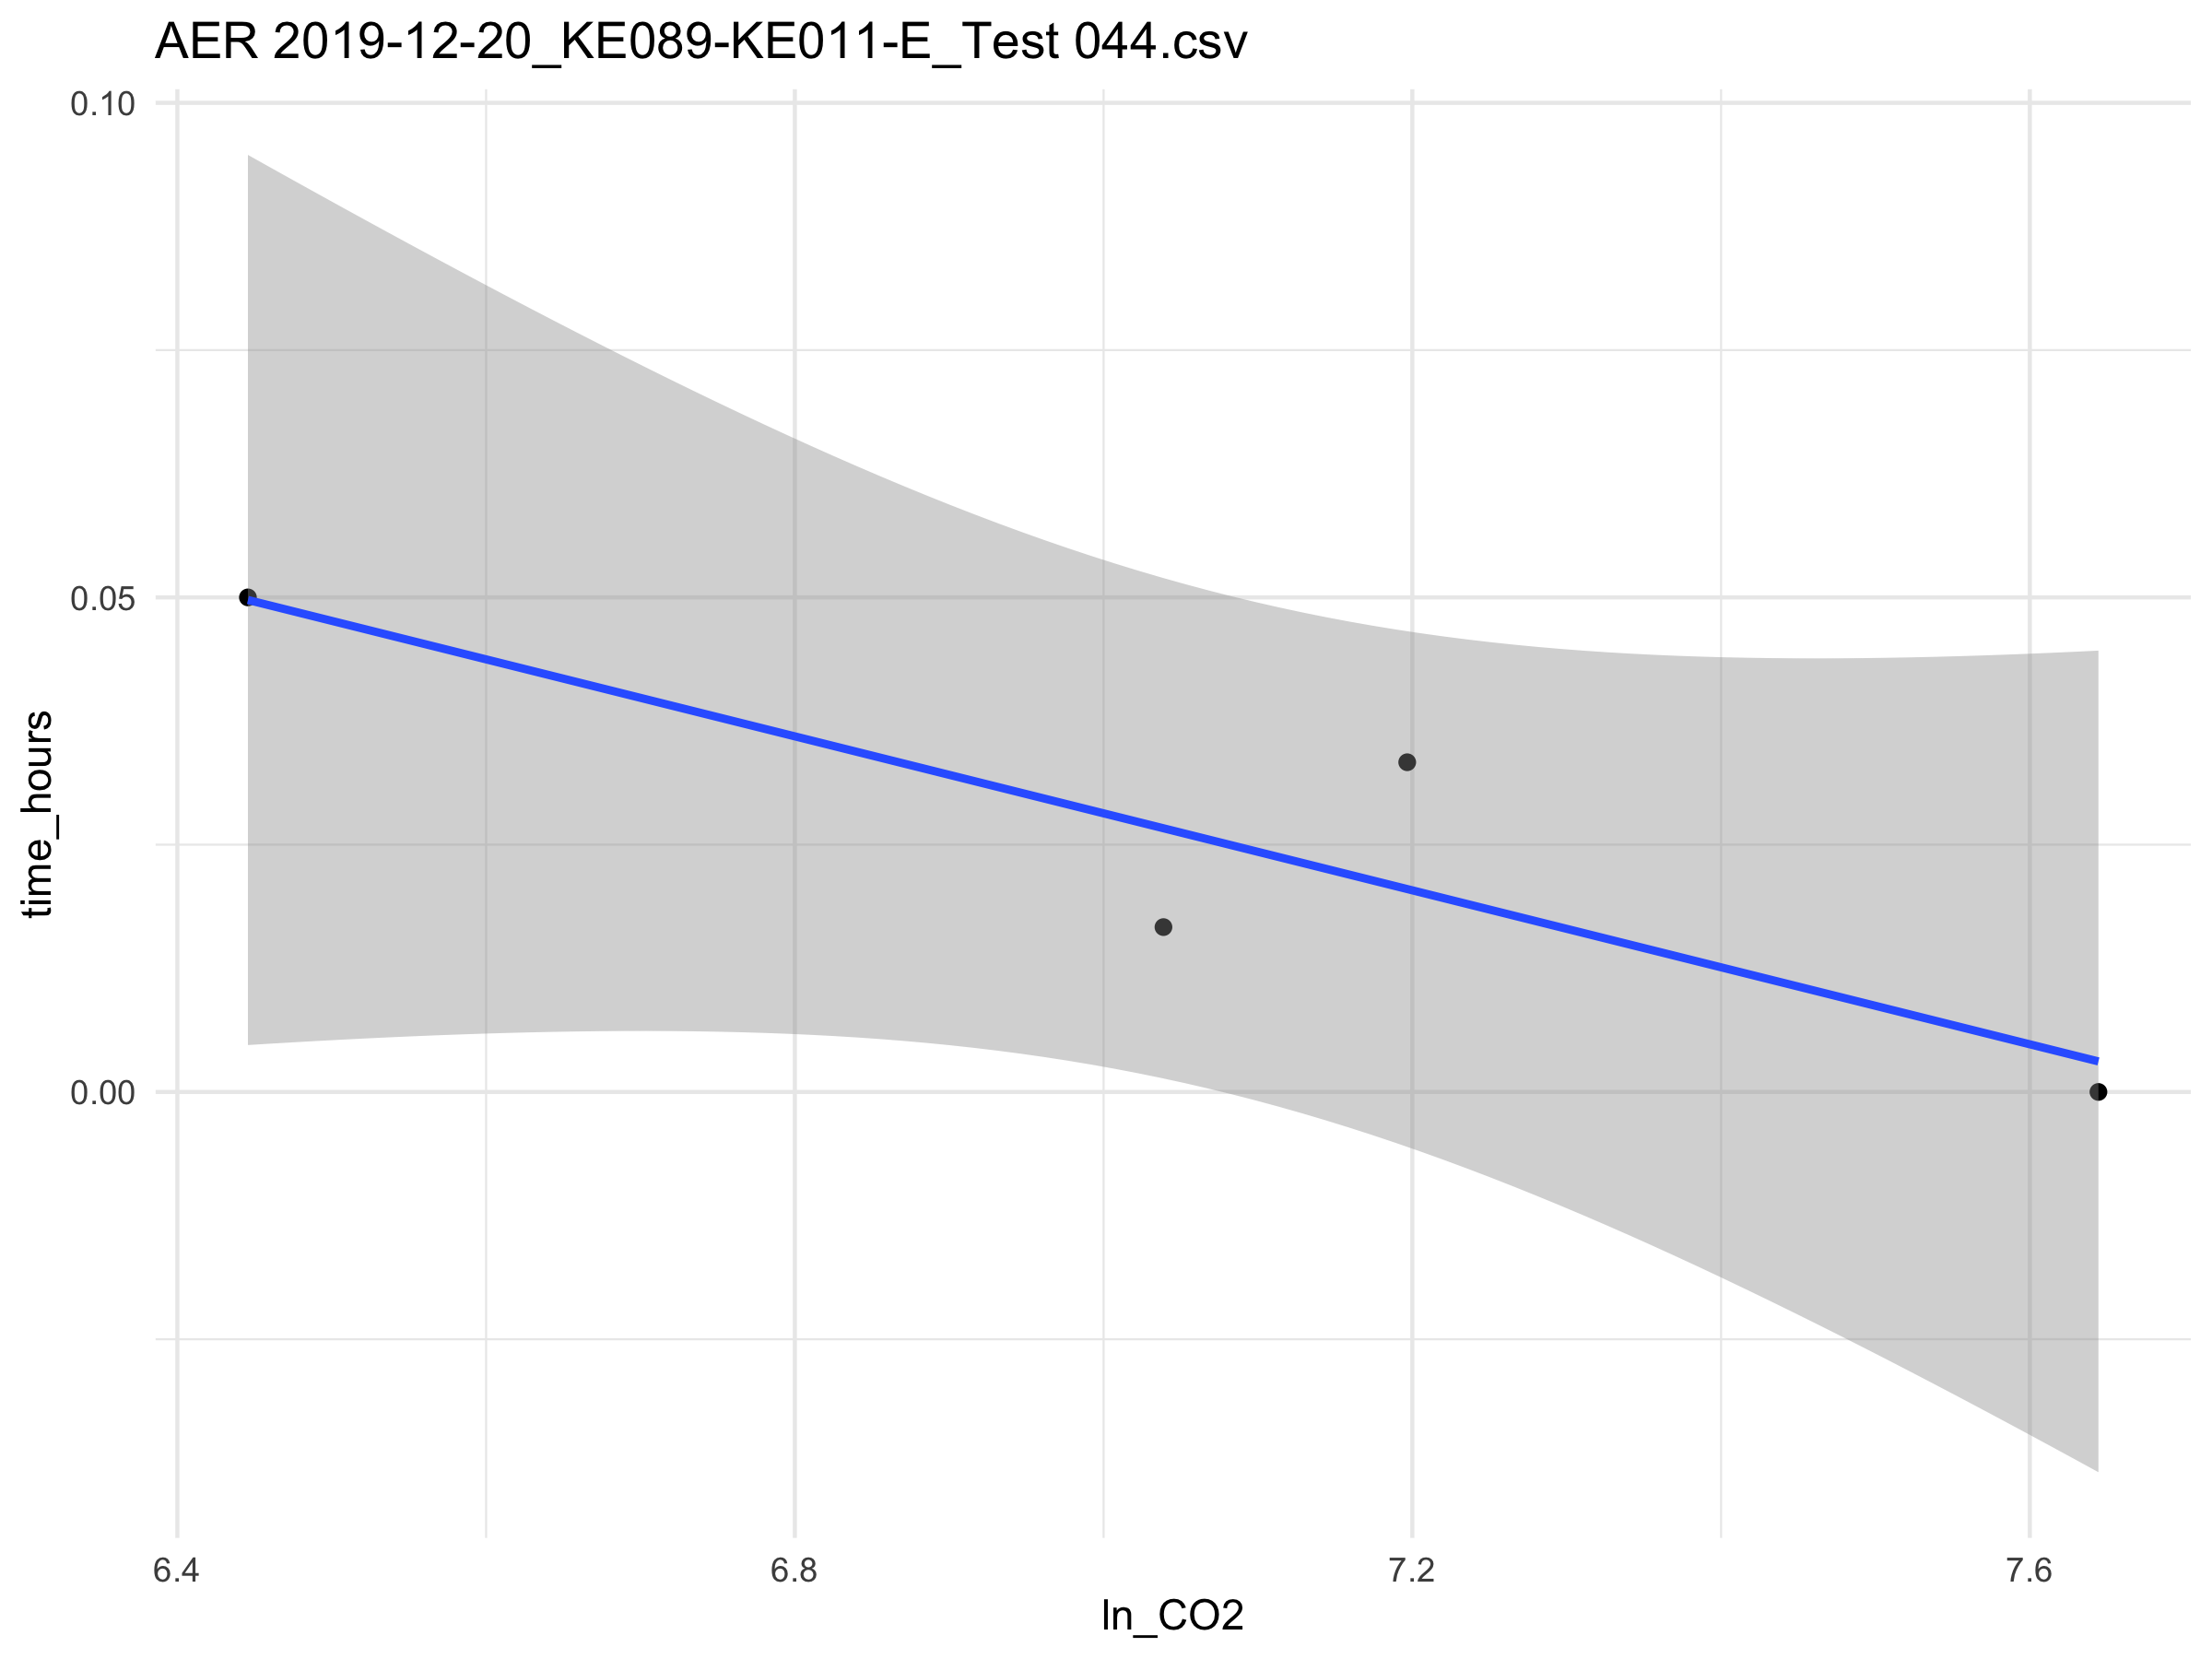 AER 2019-12-20_KE089-KE011-E_Test 044.csv
0.10
0.05
0.00
time_hours
6.4 6.8 7.2 7.6
ln_CO2